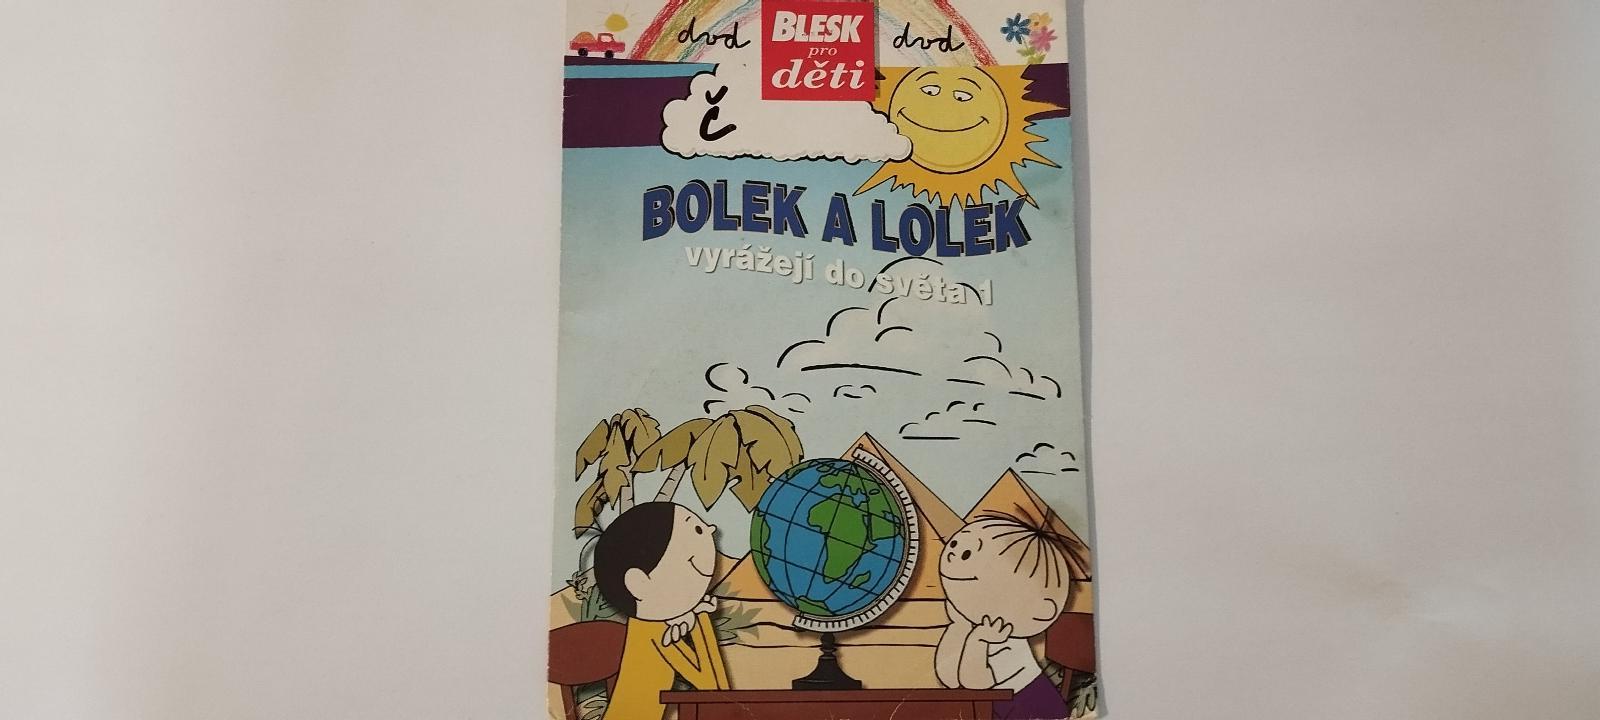 dvd BLESK dvd
pro
děti
Č
BOLEK A LOLEK
vyrážejí do světa 1